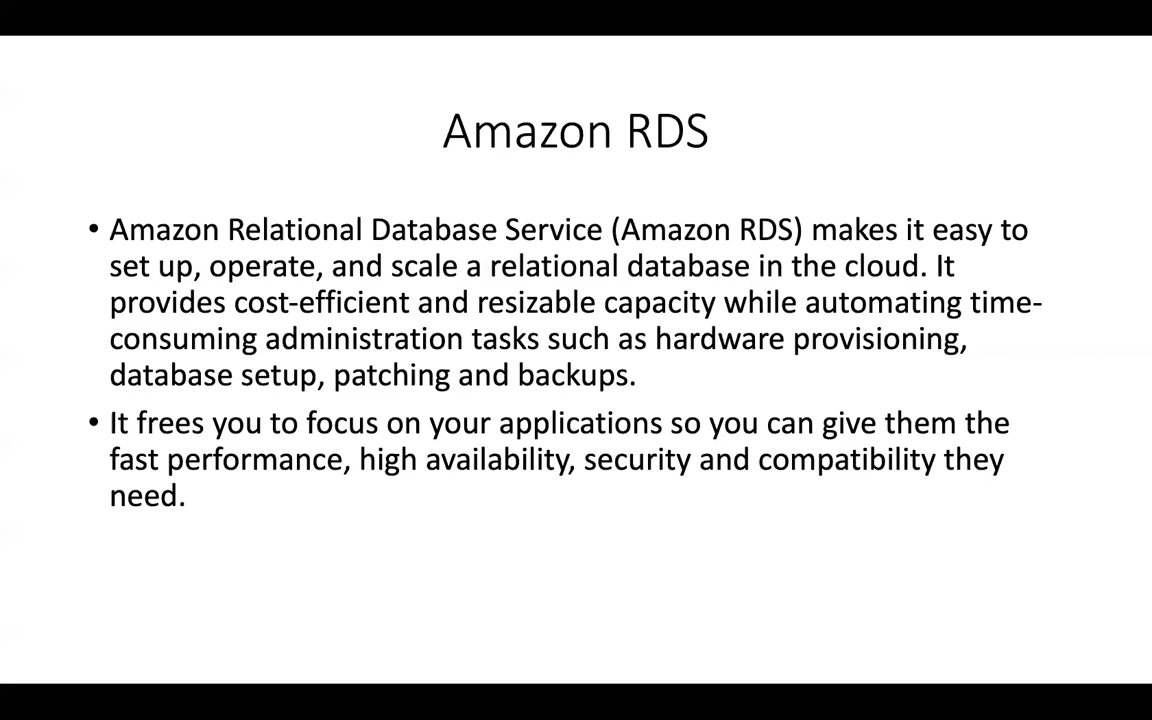 Amazon RDS
• Amazon Relational Database Service (Amazon RDS) makes it easy to
set up, operate, and scale a relational database in the cloud. It
provides cost-efficient and resizable capacity while automating time-
consuming administration tasks such as hardware provisioning,
database setup, patching and backups.
• It frees you to focus on your applications so you can give them the
fast performance, high availability, security and compatibility they
need.